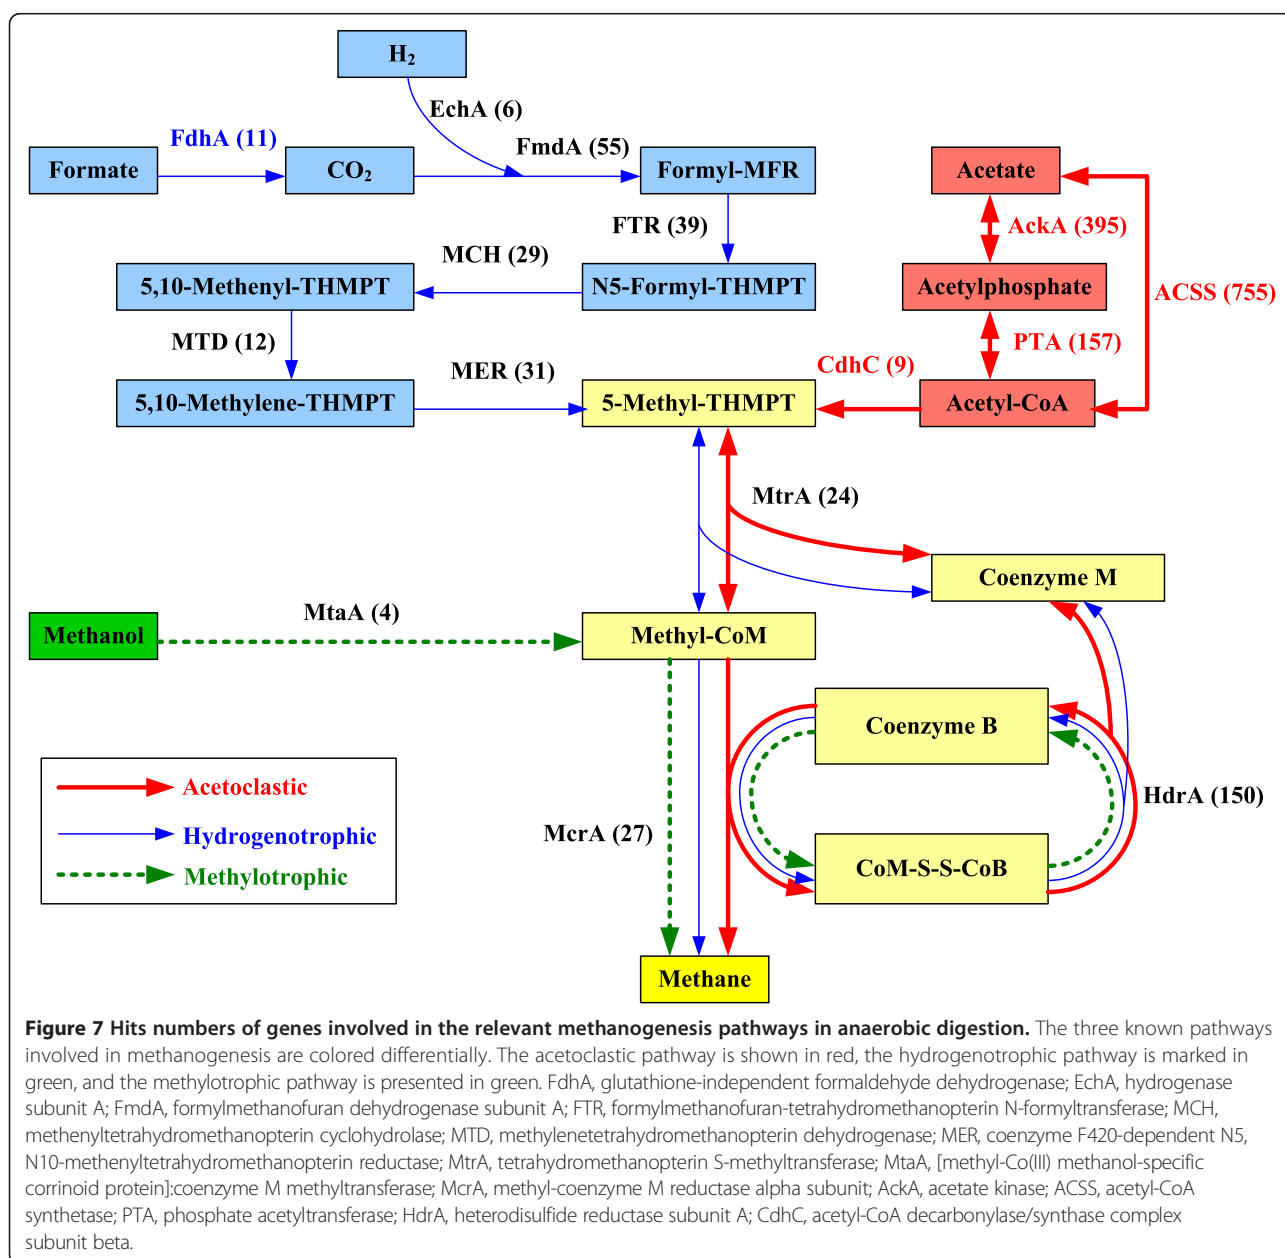 H₂
EchA (6)
FdhA (11)
FmdA (55)
Formate
CO₂
Formyl-MFR
Acetate
FTR (39)
AckA (395)
MCH (29)
5,10-Methenyl-THMPT
N5-Formyl-THMPT
Acetylphosphate
ACSS (755)
MTD (12)
PTA (157)
MER (31)
CdhC (9)
5,10-Methylene-THMPT
5-Methyl-THMPT
Acetyl-CoA
MtrA (24)
Coenzyme M
MtaA (4)
Methanol
Methyl-CoM
Coenzyme B
Acetoclastic
Hydrogenotrophic
Methylotrophic
HdrA (150)
McrA (27)
CoM-S-S-CoB
Methane
Figure 7 Hits numbers of genes involved in the relevant methanogenesis pathways in anaerobic digestion. The three known pathways
involved in methanogenesis are colored differentially. The acetoclastic pathway is shown in red, the hydrogenotrophic pathway is marked in
green, and the methylotrophic pathway is presented in green. FdhA, glutathione-independent formaldehyde dehydrogenase; EchA, hydrogenase
subunit A; FmdA, formylmethanofuran dehydrogenase subunit A; FTR, formylmethanofuran-tetrahydromethanopterin N-formyltransferase; MCH,
methenyltetrahydromethanopterin cyclohydrolase; MTD, methylenetetrahydromethanopterin dehydrogenase; MER, coenzyme F420-dependent N5,
N10-methenyltetrahydromethanopterin reductase; MtrA, tetrahydromethanopterin S-methyltransferase; MtaA, [methyl-Co(III) methanol-specific
corrinoid protein]:coenzyme M methyltransferase; McrA, methyl-coenzyme M reductase alpha subunit; AckA, acetate kinase; ACSS, acetyl-CoA
synthetase; PTA, phosphate acetyltransferase; HdrA, heterodisulfide reductase subunit A; CdhC, acetyl-CoA decarbonylase/synthase complex
subunit beta.